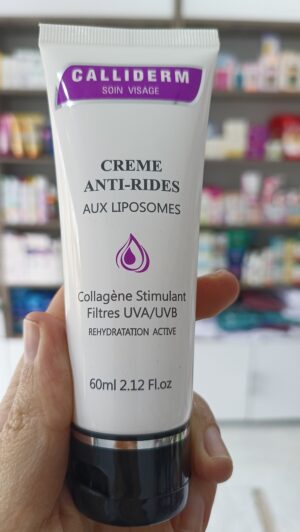 CALLIDERM
SOIN VISAGE
CREME
ANTI-RIDES
AUX LIPOSOMES
Collagène Stimulant
Filtres UVA/UVB
REHYDRATATION ACTIVE
60ml 2.12 Fl.oz